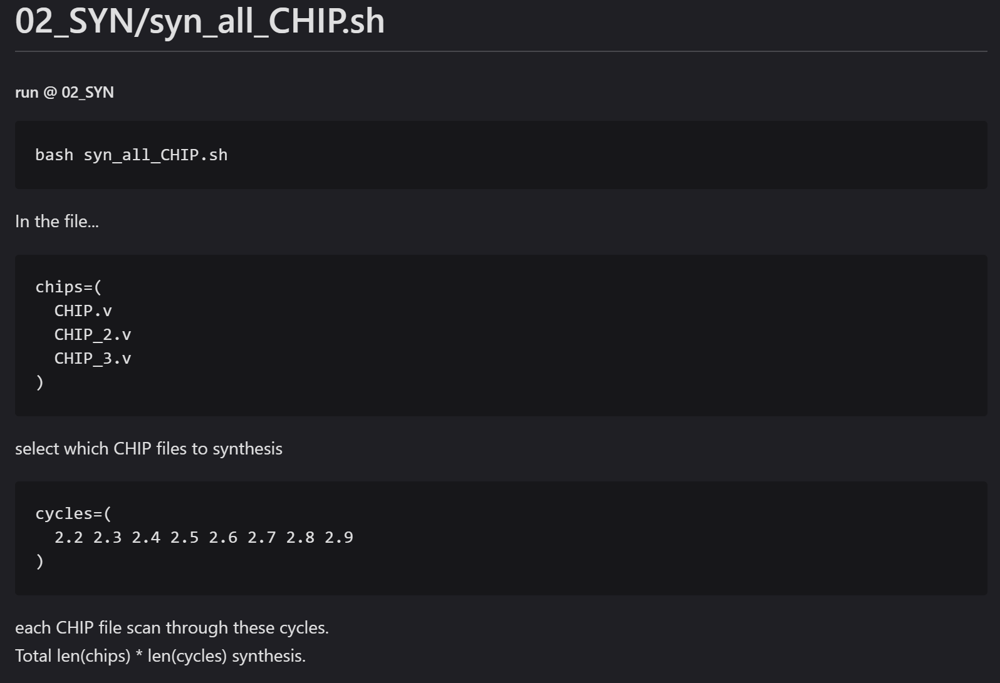 02_SYN/syn_all_CHIP.sh
run @ 02_SYN
bash syn_all_CHIP.sh
In the file...
chips=(
  CHIP.v
  CHIP_2.v
  CHIP_3.v
)
select which CHIP files to synthesis
cycles=(
  2.2 2.3 2.4 2.5 2.6 2.7 2.8 2.9
)
each CHIP file scan through these cycles.
Total len(chips) * len(cycles) synthesis.